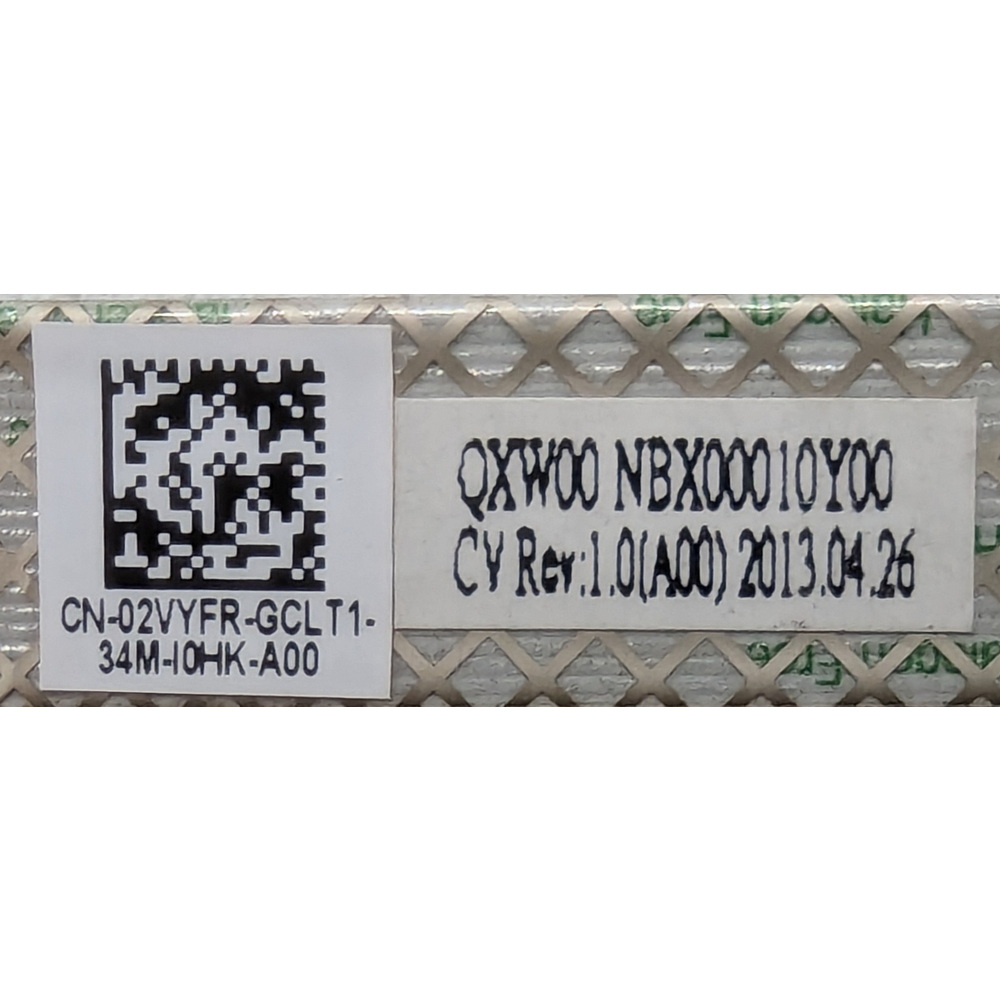 CN-02VYFR-GCLT1-
34M-I0HK-A00
QXW00 NBX00010Y00
CV Rev:1.0(A00) 2013.04.26